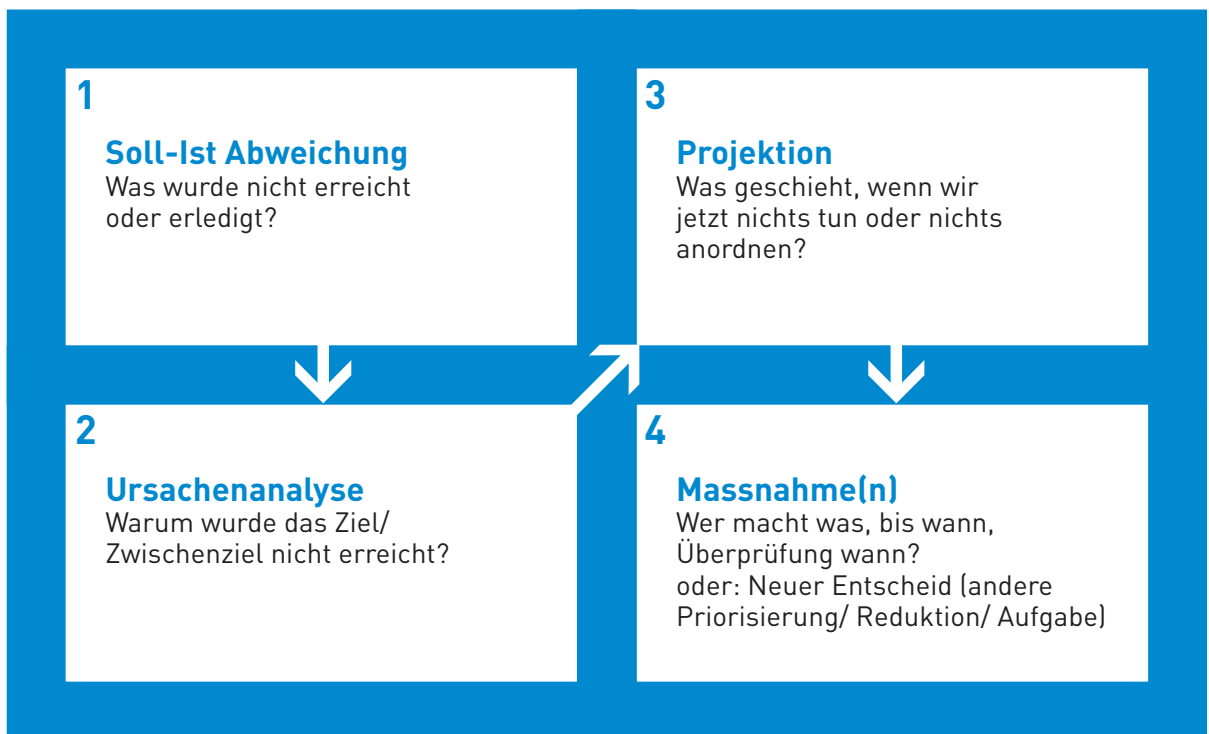 1
Soll-Ist Abweichung
Was wurde nicht erreicht
oder erledigt?
2
Ursachenanalyse
Warum wurde das Ziel/
Zwischenziel nicht erreicht?
3
Projektion
Was geschieht, wenn wir
jetzt nichts tun oder nichts
anordnen?
4
Massnahme(n)
Wer macht was, bis wann,
Überprüfung wann?
oder: Neuer Entscheid (andere
Priorisierung/ Reduktion/ Aufgabe)